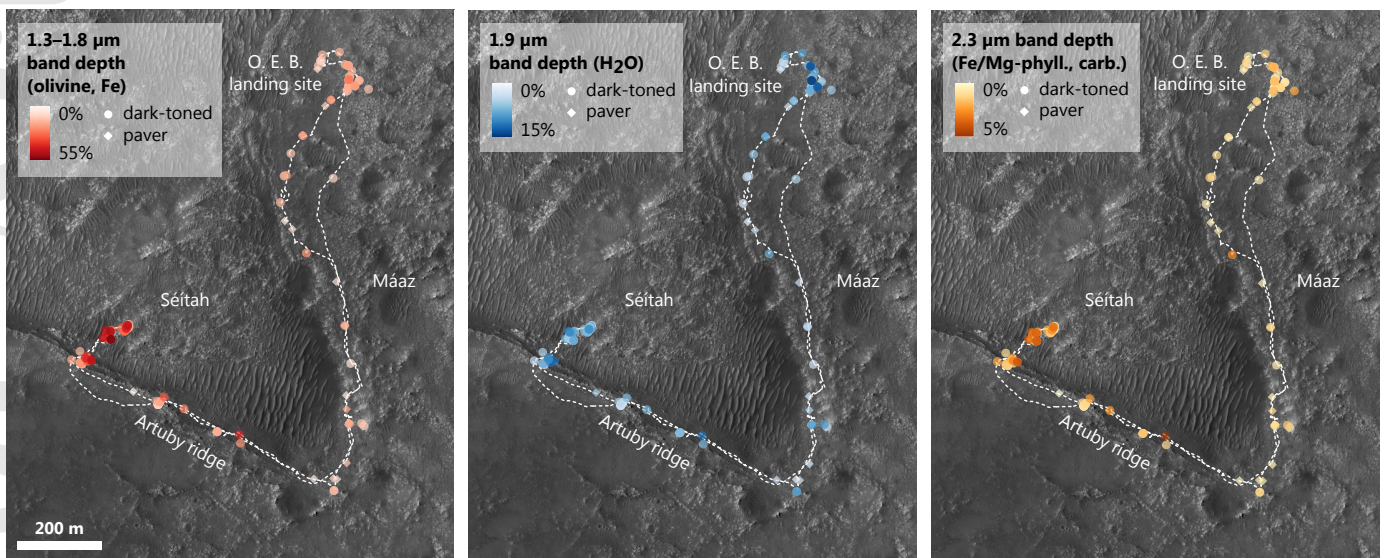 1.3–1.8 µm
band depth
(olivine, Fe)
0%
55%
dark-toned
paver
O. E. B.
landing site
Séítah
Máaz
Artuby ridge
200 m
1.9 µm
band depth (H2O)
0%
15%
dark-toned
paver
O. E. B.
landing site
Séítah
Máaz
Artuby ridge
2.3 µm band depth
(Fe/Mg-phyll., carb.)
0%
5%
dark-toned
paver
O. E. B.
landing site
Séítah
Máaz
Artuby ridge